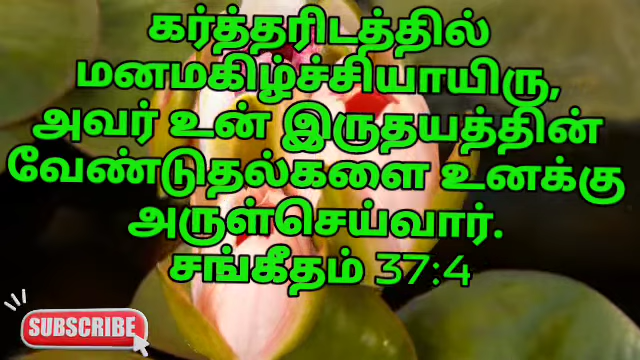 கர்த்தரிடத்தில்
மனமகிழ்ச்சியாயிரு,
அவர் உன் இருதயத்தின்
வேண்டுதல்களை உனக்கு
அருள்செய்வார்.
சங்கீதம் 37:4
SUBSCRIBE